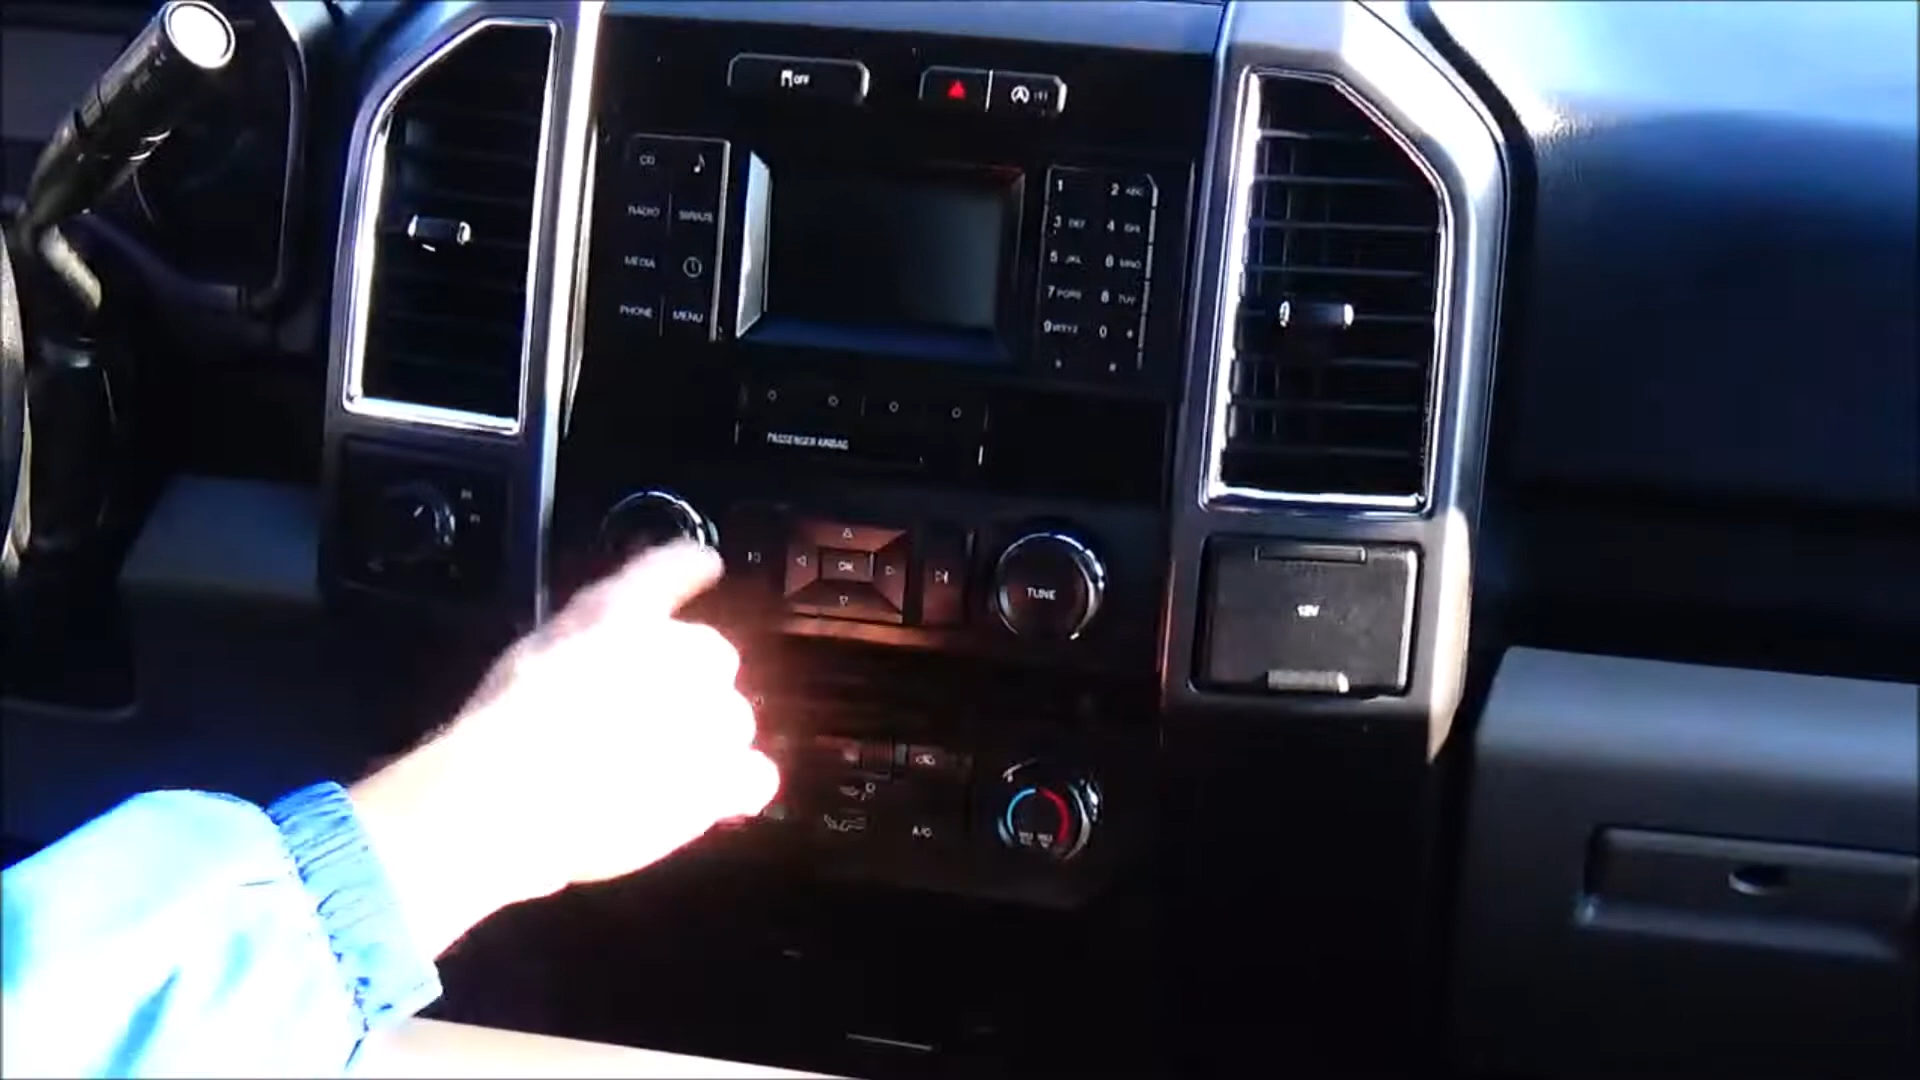 OFF
CD
RADIO SIRIUS
MEDIA
PHONE MENU
1 2 ABC
3 DEF 4 GHI
5 JKL 6 MNO
7 PQRS 8 TUV
9 WXYZ 0 +
* #
PASSENGER AIRBAG
OK
TUNE
12V
A/C